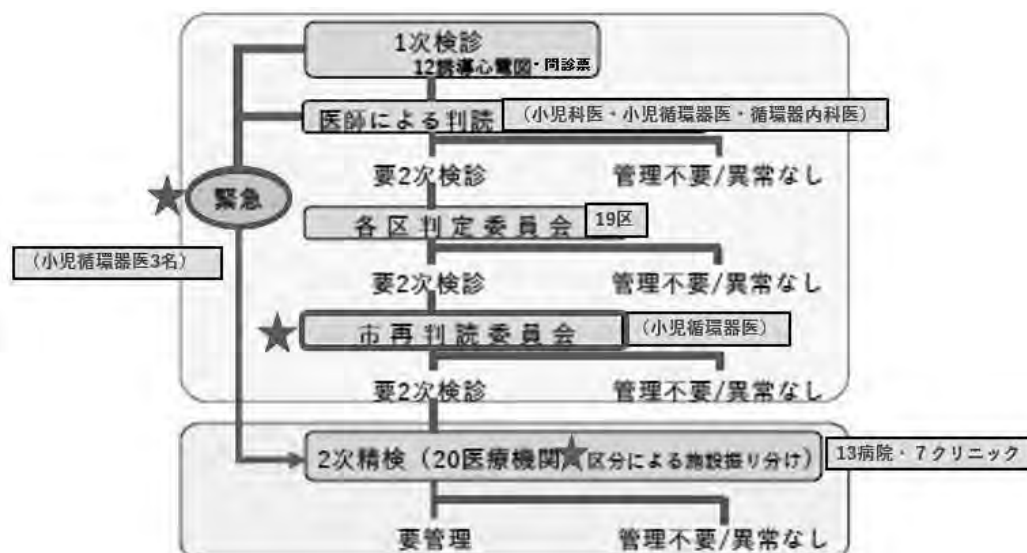 1次検診
12誘導心電図・問診票
医師による判読
（小児科医・小児循環器医・循環器内科医）
要2次検診
管理不要/異常なし
緊急
（小児循環器医3名）
各区判定委員会
19区
要2次検診
管理不要/異常なし
市再判読委員会
（小児循環器医）
要2次検診
管理不要/異常なし
2次精検（20医療機関 区分による施設振り分け）
13病院・７クリニック
要管理
管理不要/異常なし